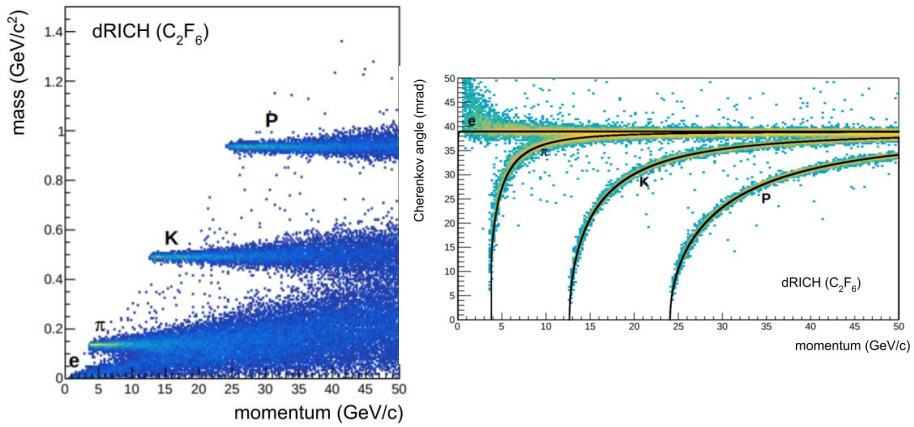 dRICH (C2F6)
mass (GeV/c2)
1.4
1.2
1
0.8
0.6
0.4
0.2
0
P
K
π
e
0 5 10 15 20 25 30 35 40 45 50
momentum (GeV/c)
Cherenkov angle (mrad)
50
45
40
35
30
25
20
15
10
5
0
e
π
K
P
dRICH (C2F6)
0 5 10 15 20 25 30 35 40 45 50
momentum (GeV/c)